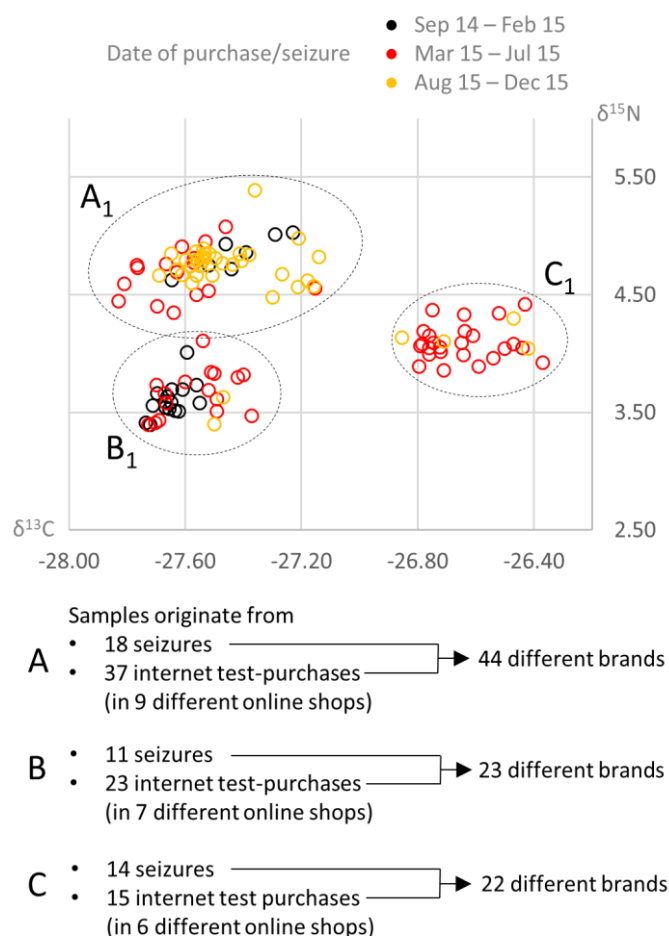 Sep 14 – Feb 15
Date of purchase/seizure
Mar 15 – Jul 15
Aug 15 – Dec 15
δ15N
5.50
A1
C1
4.50
3.50
B1
δ13C
2.50
-28.00 -27.60 -27.20 -26.80 -26.40
Samples originate from
A
• 18 seizures
44 different brands
• 37 internet test-purchases
(in 9 different online shops)
B
• 11 seizures
23 different brands
• 23 internet test-purchases
(in 7 different online shops)
C
• 14 seizures
22 different brands
• 15 internet test purchases
(in 6 different online shops)